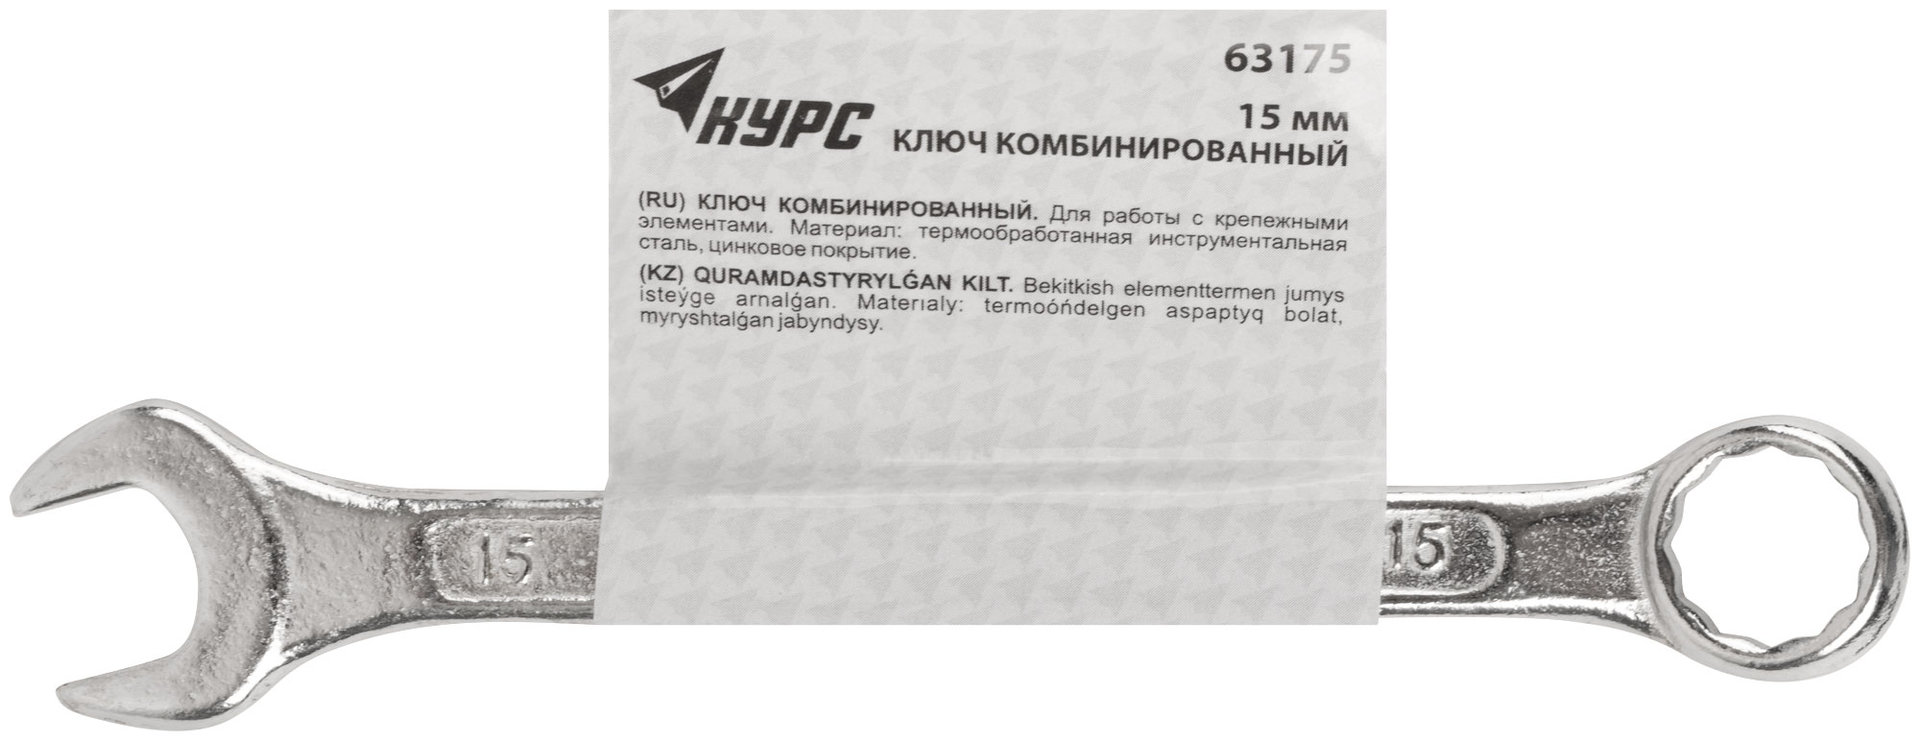 КУРС
63175
15 мм
КЛЮЧ КОМБИНИРОВАННЫЙ
(RU) КЛЮЧ КОМБИНИРОВАННЫЙ. Для работы с крепежными
элементами. Материал: термообработанная инструментальная
сталь, цинковое покрытие.
(KZ) QURAMDASTYRYLǴAN KILT. Bekitkish elementtermen jumys
isteýge arnalǵan. Materıaly: termoóńdelgen aspaptyq bolat,
myryshtalǵan jabyndysy.
15
15